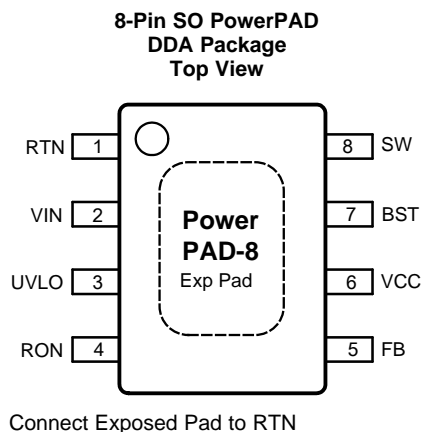 8-Pin SO PowerPAD
DDA Package
Top View
RTN 1
8 SW
VIN 2
7 BST
Power
PAD-8
Exp Pad
UVLO 3
6 VCC
RON 4
5 FB
Connect Exposed Pad to RTN